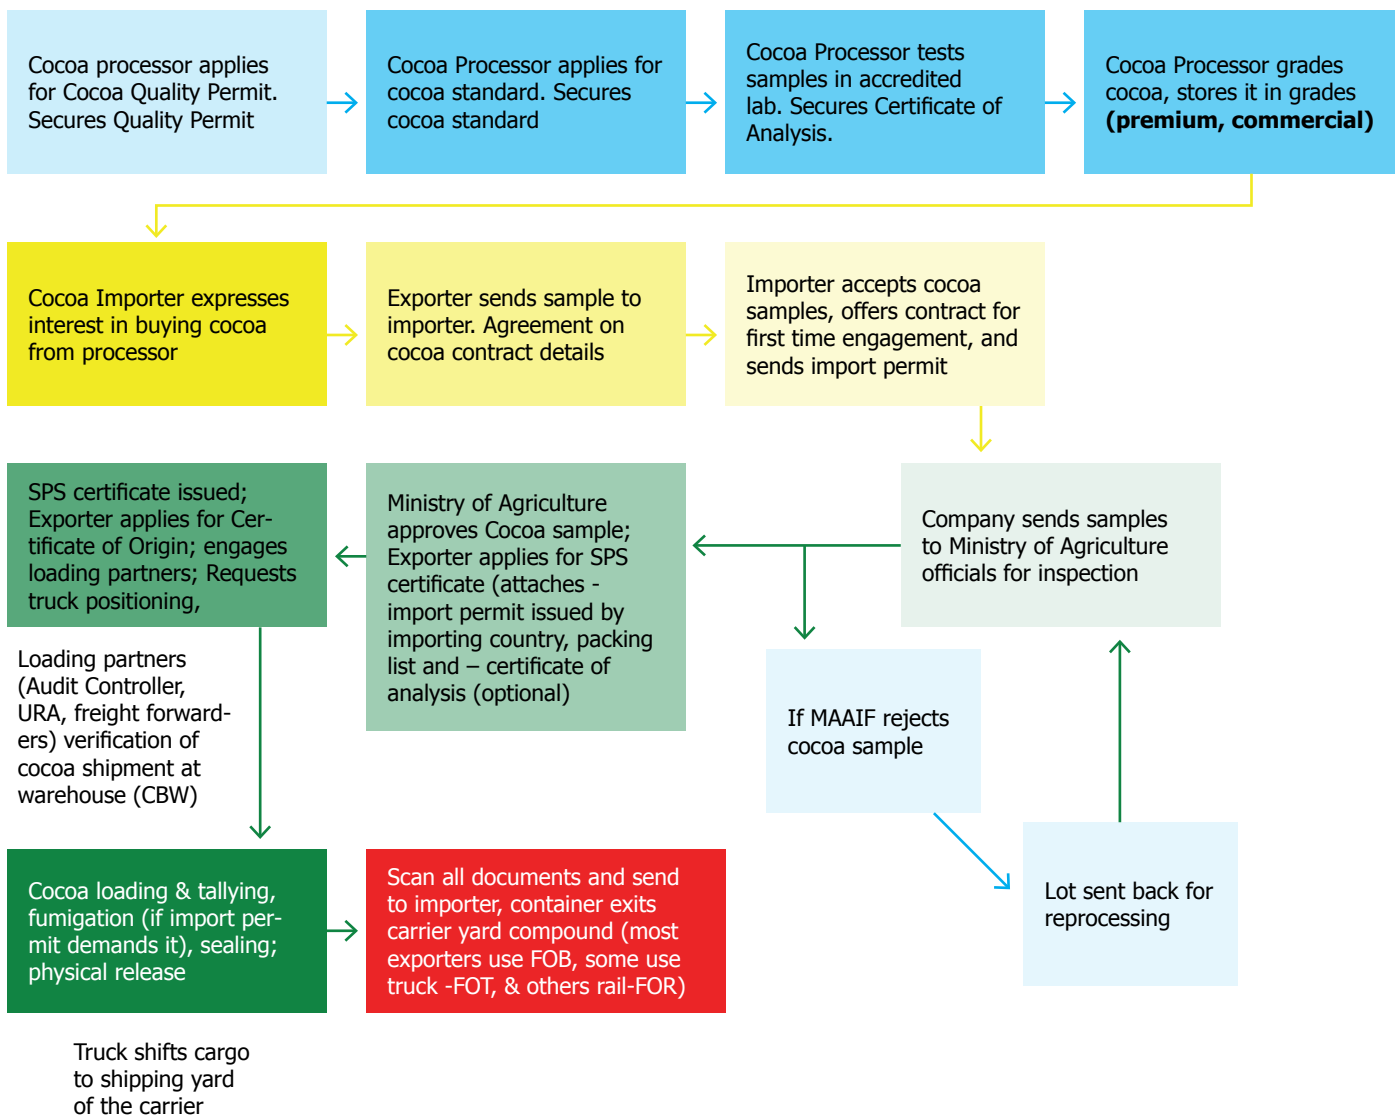 Cocoa processor applies
for Cocoa Quality Permit.
Secures Quality Permit
Cocoa Processor applies for
cocoa standard. Secures
cocoa standard
Cocoa Processor tests
samples in accredited
lab. Secures Certificate of
Analysis.
Cocoa Processor grades
cocoa, stores it in grades
(premium, commercial)
Cocoa Importer expresses
interest in buying cocoa
from processor
Exporter sends sample to
importer. Agreement on
cocoa contract details
Importer accepts cocoa
samples, offers contract for
first time engagement, and
sends import permit
Company sends samples
to Ministry of Agriculture
officials for inspection
Ministry of Agriculture
approves Cocoa sample;
Exporter applies for SPS
certificate (attaches -
import permit issued by
importing country, packing
list and – certificate of
analysis (optional)
SPS certificate issued;
Exporter applies for Cer-
tificate of Origin; engages
loading partners; Requests
truck positioning,
If MAAIF rejects
cocoa sample
Lot sent back for
reprocessing
Loading partners
(Audit Controller,
URA, freight forward-
ers) verification of
cocoa shipment at
warehouse (CBW)
Cocoa loading & tallying,
fumigation (if import per-
mit demands it), sealing;
physical release
Scan all documents and send
to importer, container exits
carrier yard compound (most
exporters use FOB, some use
truck -FOT, & others rail-FOR)
Truck shifts cargo
to shipping yard
of the carrier